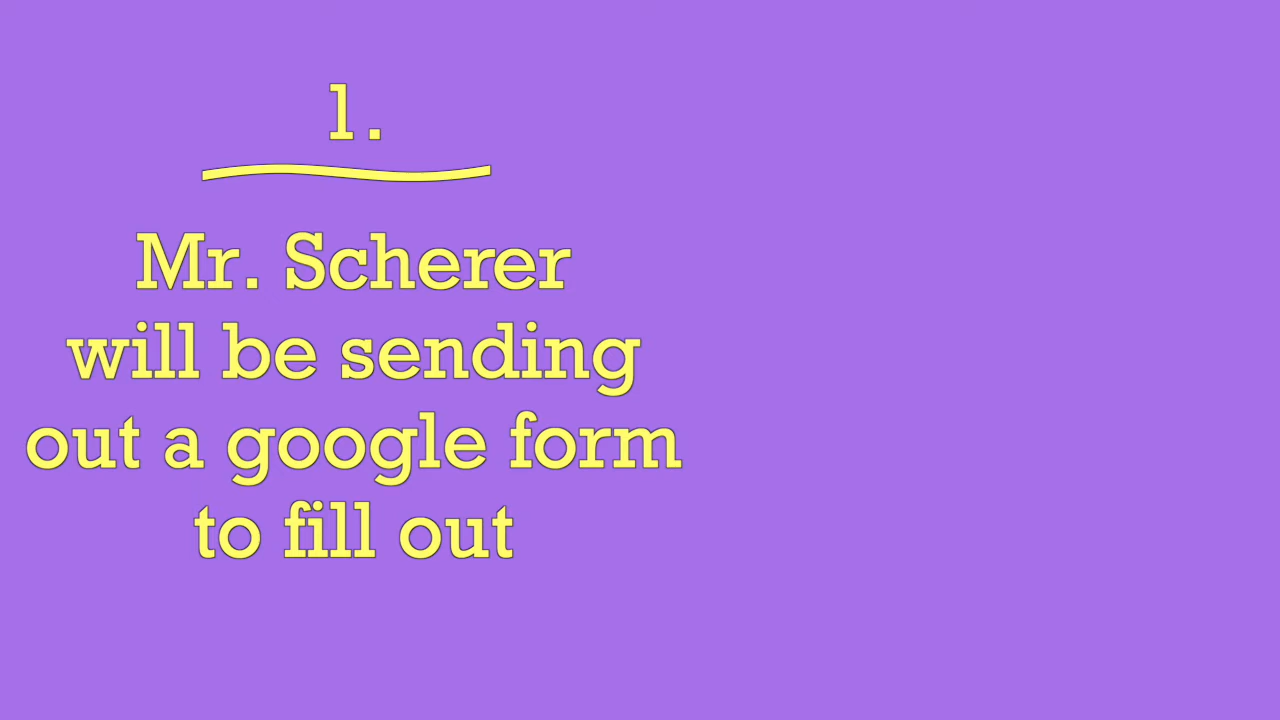 1.
Mr. Scherer
will be sending
out a google form
to fill out